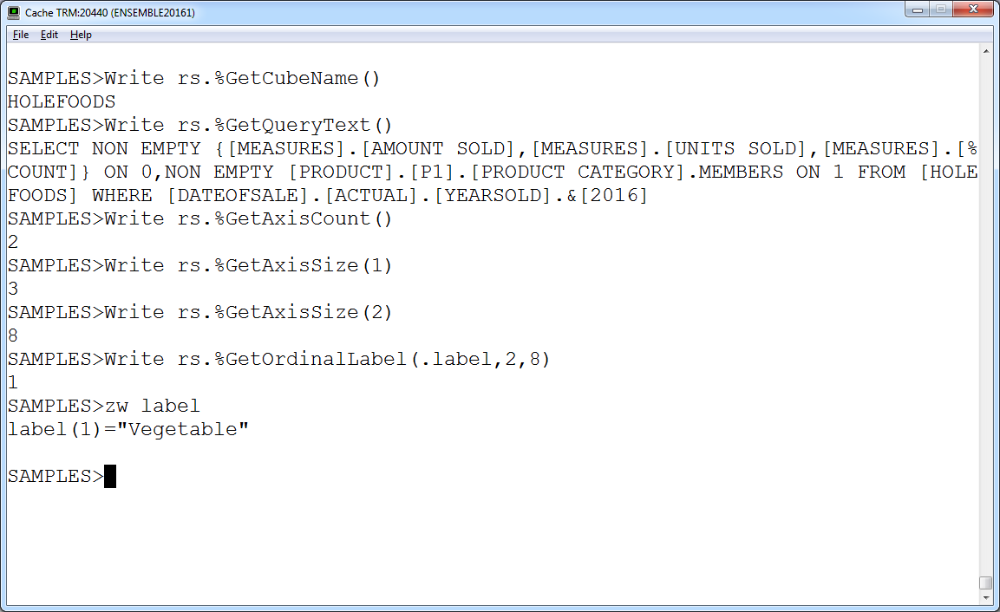 Cache TRM:20440 (ENSEMBLE20161)
File Edit Help
SAMPLES>Write rs.%GetCubeName()
HOLEFOODS
SAMPLES>Write rs.%GetQueryText()
SELECT NON EMPTY {[MEASURES].[AMOUNT SOLD],[MEASURES].[UNITS SOLD],[MEASURES].[%
COUNT]} ON 0,NON EMPTY [PRODUCT].[P1].[PRODUCT CATEGORY].MEMBERS ON 1 FROM [HOLE
FOODS] WHERE [DATEOFSALE].[ACTUAL].[YEARSOLD].&[2016]
SAMPLES>Write rs.%GetAxisCount()
2
SAMPLES>Write rs.%GetAxisSize(1)
3
SAMPLES>Write rs.%GetAxisSize(2)
8
SAMPLES>Write rs.%GetOrdinalLabel(.label,2,8)
1
SAMPLES>zw label
label(1)="Vegetable"
SAMPLES>